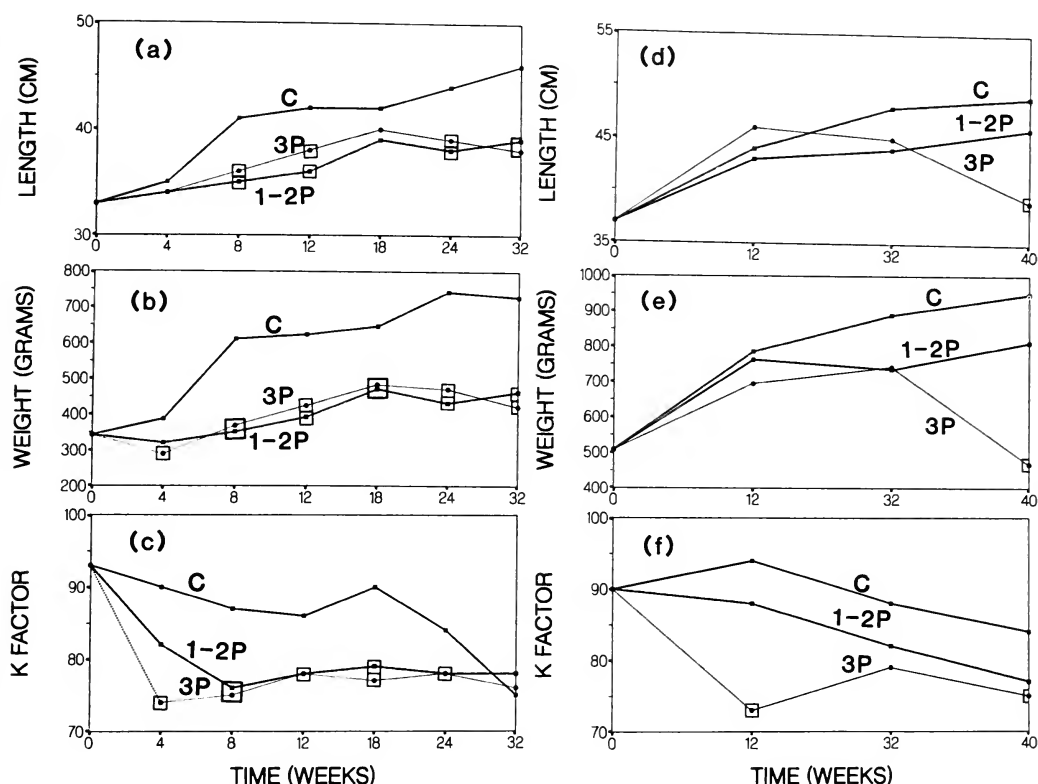 (a)
LENGTH (CM)
50
40
30
C
3P
1-2P
0 4 8 12 18 24 32
(d)
LENGTH (CM)
55
45
35
C
1-2P
3P
0 12 32 40
(b)
WEIGHT (GRAMS)
800
700
600
500
400
300
200
C
3P
1-2P
0 4 8 12 18 24 32
(e)
WEIGHT (GRAMS)
1000
900
800
700
600
500
400
C
1-2P
3P
0 12 32 40
(c)
K FACTOR
100
90
80
70
C
1-2P
3P
0 4 8 12 18 24 32
TIME (WEEKS)
(f)
K FACTOR
100
90
80
70
C
1-2P
3P
0 12 32 40
TIME (WEEKS)